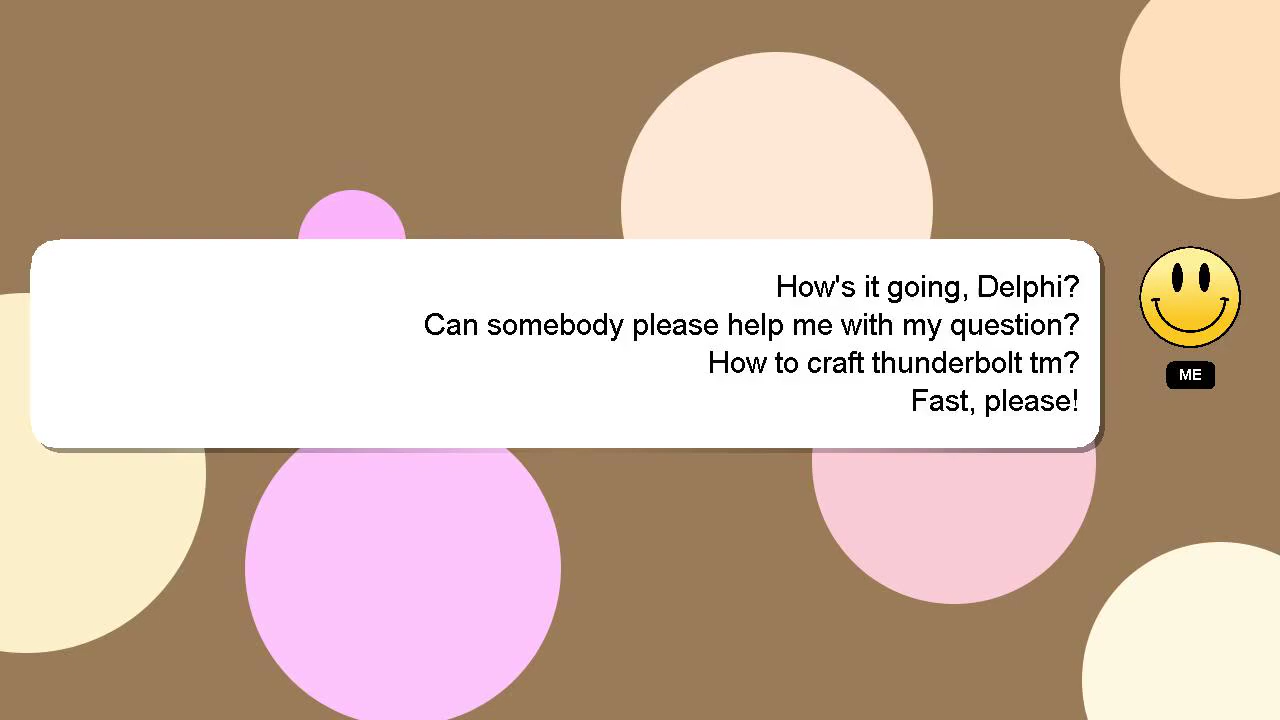 How's it going, Delphi?
Can somebody please help me with my question?
How to craft thunderbolt tm?
Fast, please!
ME